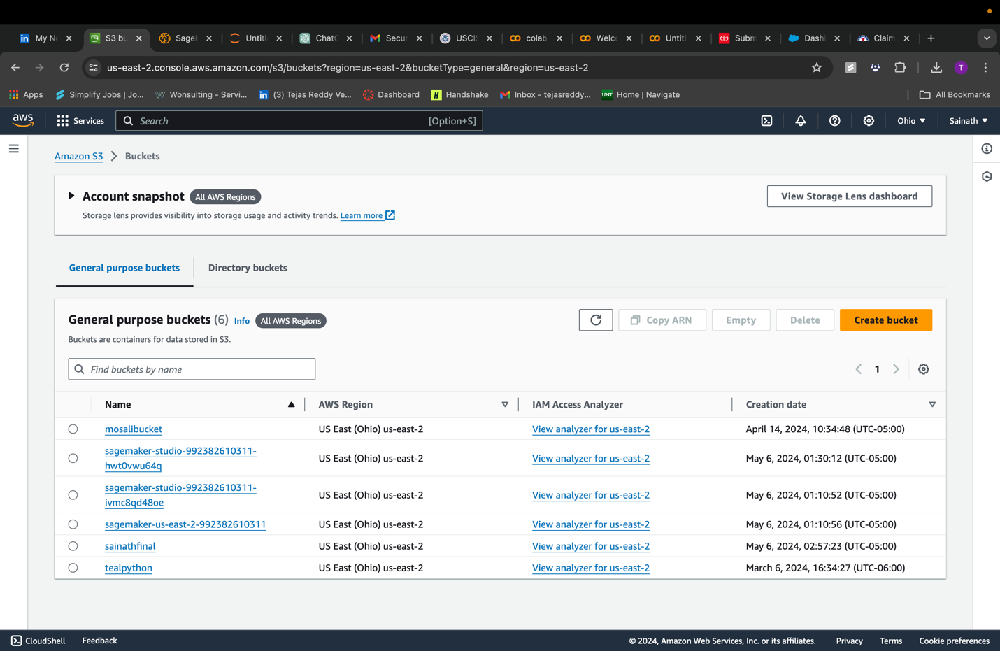 My N
S3 bu
Sagel
Untitl
ChatG
Secur
USCIS
colab
Welco
Untitl
Subm
Dashl
Claim
us-east-2.console.aws.amazon.com/s3/buckets?region=us-east-2&bucketType=general&region=us-east-2
T
Apps
Simplify Jobs | Jo...
Wonsulting - Servi...
(3) Tejas Reddy Ve...
Dashboard
Handshake
Inbox - tejasreddy...
UNT
Home | Navigate
All Bookmarks
aws
Services
Search
[Option+S]
Ohio
Sainath
Amazon S3
Buckets
Account snapshot
All AWS Regions
View Storage Lens dashboard
Storage lens provides visibility into storage usage and activity trends. Learn more
General purpose buckets
Directory buckets
General purpose buckets (6) Info All AWS Regions
Copy ARN
Empty
Delete
Create bucket
Buckets are containers for data stored in S3.
Find buckets by name
1
Name AWS Region IAM Access Analyzer Creation date
mosalibucket US East (Ohio) us-east-2 View analyzer for us-east-2 April 14, 2024, 10:34:48 (UTC-05:00)
sagemaker-studio-992382610311-
hwt0vwu64q US East (Ohio) us-east-2 View analyzer for us-east-2 May 6, 2024, 01:30:12 (UTC-05:00)
sagemaker-studio-992382610311-
ivmc8qd48oe US East (Ohio) us-east-2 View analyzer for us-east-2 May 6, 2024, 01:10:52 (UTC-05:00)
sagemaker-us-east-2-992382610311 US East (Ohio) us-east-2 View analyzer for us-east-2 May 6, 2024, 01:10:56 (UTC-05:00)
sainathfinal US East (Ohio) us-east-2 View analyzer for us-east-2 May 6, 2024, 02:57:23 (UTC-05:00)
tealpython US East (Ohio) us-east-2 View analyzer for us-east-2 March 6, 2024, 16:34:27 (UTC-06:00)
CloudShell
Feedback
© 2024, Amazon Web Services, Inc. or its affiliates.
Privacy
Terms
Cookie preferences